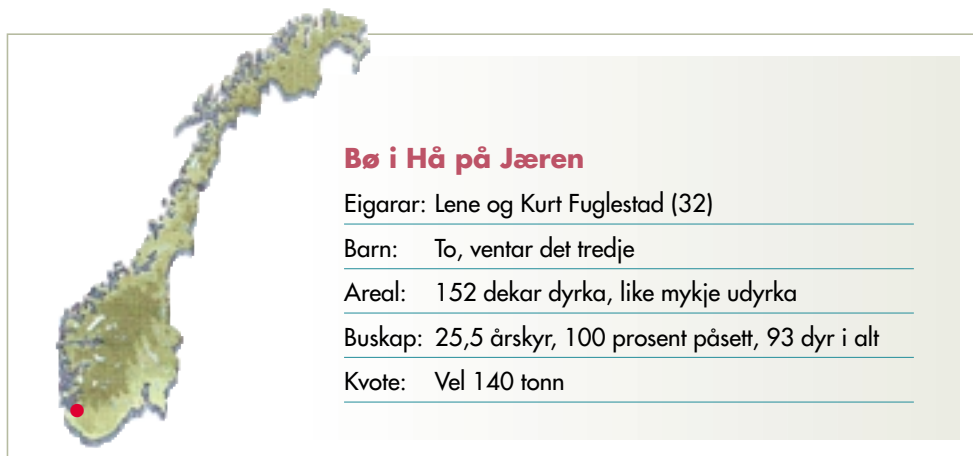 Bø i Hå på Jæren
Eigarar: Lene og Kurt Fuglestad (32)
Barn: To, ventar det tredje
Areal: 152 dekar dyrka, like mykje udyrka
Buskap: 25,5 årskyr, 100 prosent påsett, 93 dyr i alt
Kvote: Vel 140 tonn